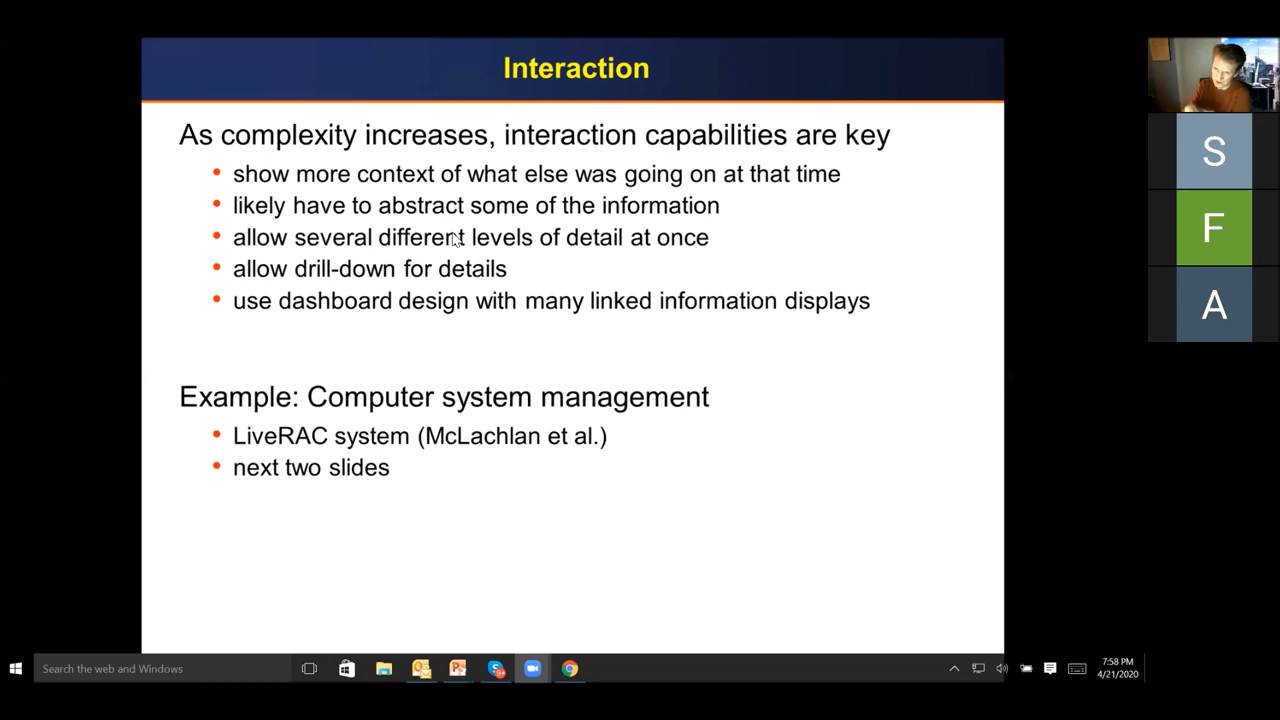 Interaction
As complexity increases, interaction capabilities are key
• show more context of what else was going on at that time
• likely have to abstract some of the information
• allow several different levels of detail at once
• allow drill-down for details
• use dashboard design with many linked information displays
Example: Computer system management
• LiveRAC system (McLachlan et al.)
• next two slides
S
F
A
Search the web and Windows
7:58 PM
4/21/2020